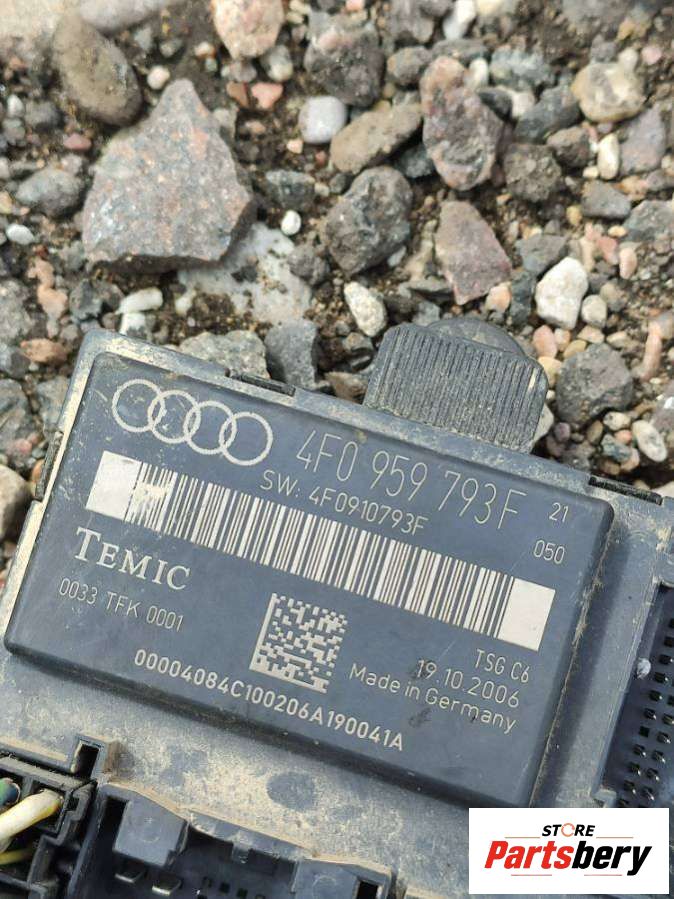 4F0 959 793F 21
SW: 4F0910793F 050
TEMIC
0033 TFK 0001
TSG C6
19.10.2006
Made in Germany
00004084C100206A190041A
STORE
Partsbery